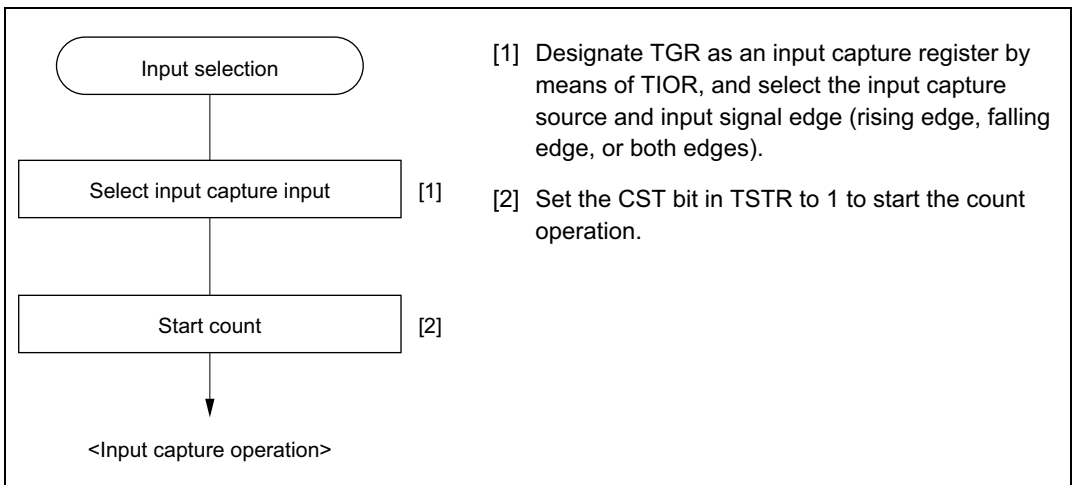 Input selection
Select input capture input
[1]
Start count
[2]
<Input capture operation>
[1] Designate TGR as an input capture register by
means of TIOR, and select the input capture
source and input signal edge (rising edge, falling
edge, or both edges).
[2] Set the CST bit in TSTR to 1 to start the count
operation.